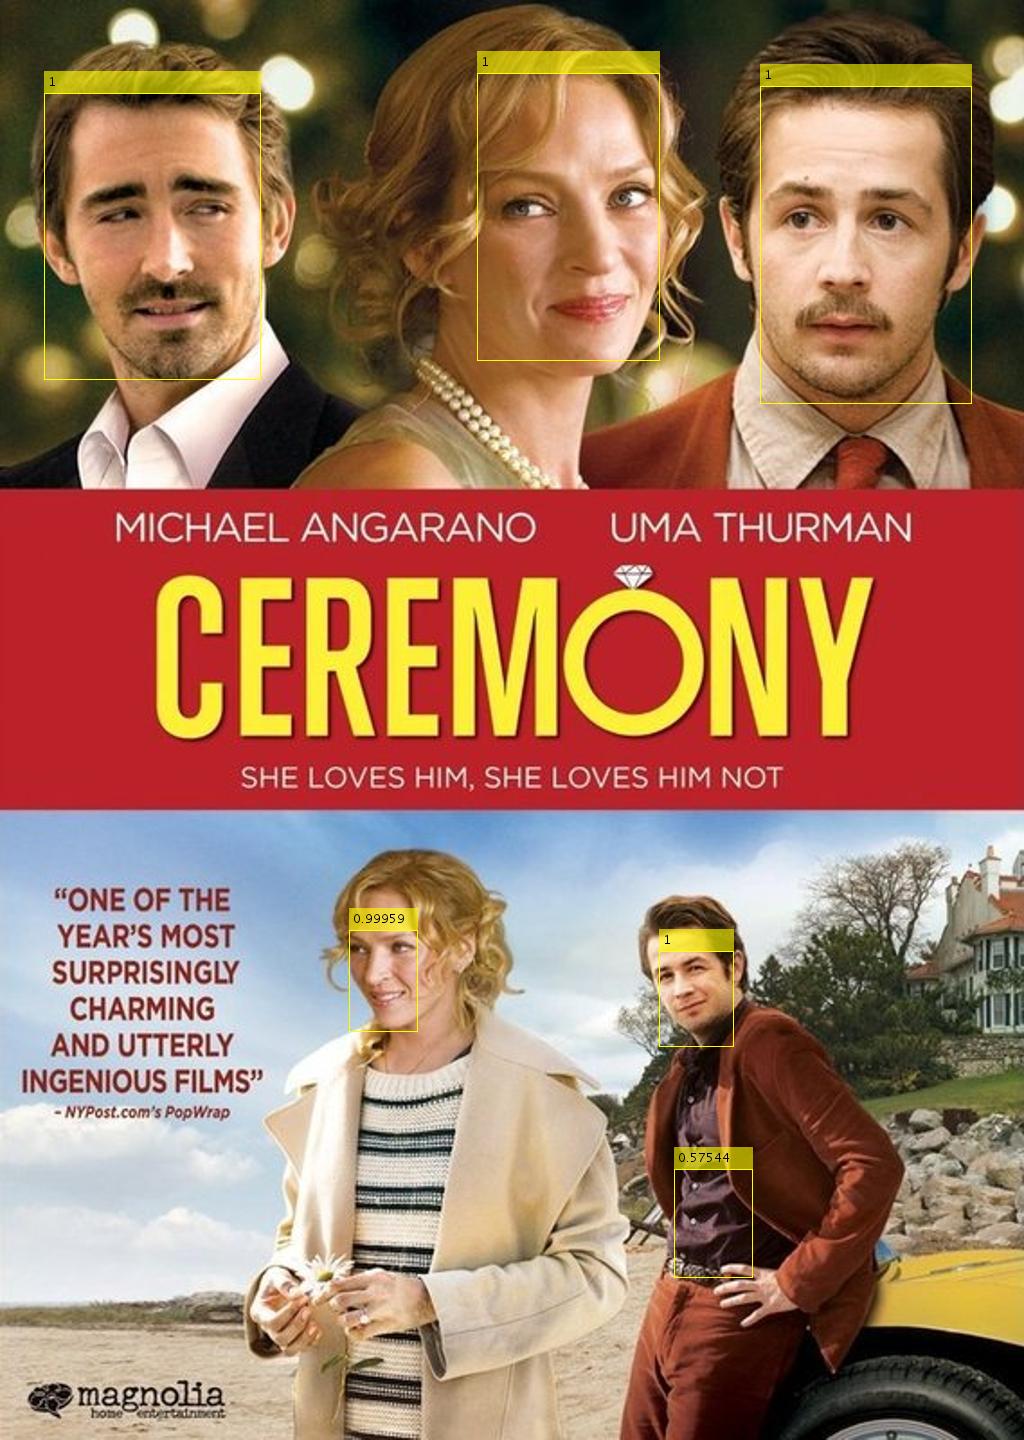 1
1
1
MICHAEL ANGARANO UMA THURMAN
CEREMONY
SHE LOVES HIM, SHE LOVES HIM NOT
“ONE OF THE
YEAR’S MOST
SURPRISINGLY
CHARMING
AND UTTERLY
INGENIOUS FILMS”
– NYPost.com’s PopWrap
0.99959
1
0.57544
magnolia
home entertainment